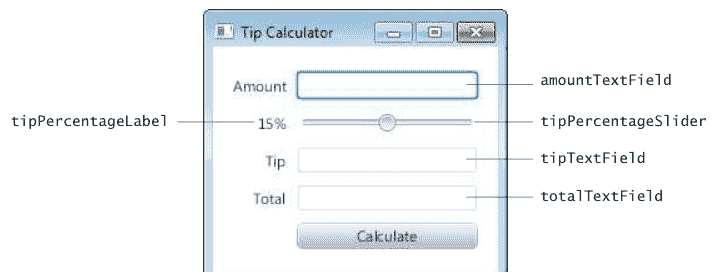 Tip Calculator
Amount
amountTextField
tipPercentageLabel
15%
tipPercentageSlider
Tip
tipTextField
Total
totalTextField
Calculate